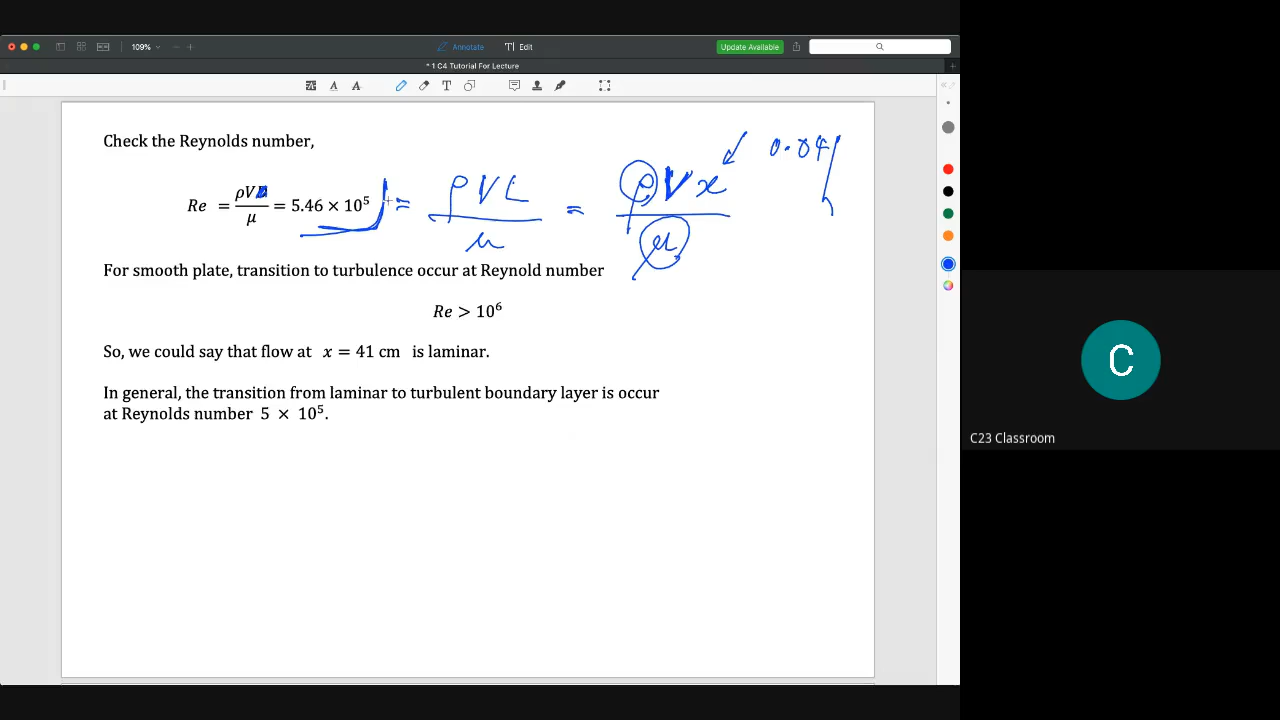 109%
Annotate
Edit
Update Available
* 1 C4 Tutorial For Lecture
Check the Reynolds number,
Re = ρV / μ = 5.46 × 10⁵ = ρVL / μ = ρVx / μ
0.041
For smooth plate, transition to turbulence occur at Reynold number
Re > 10⁶
So, we could say that flow at x = 41 cm is laminar.
In general, the transition from laminar to turbulent boundary layer is occur
at Reynolds number 5 × 10⁵.
C
C23 Classroom